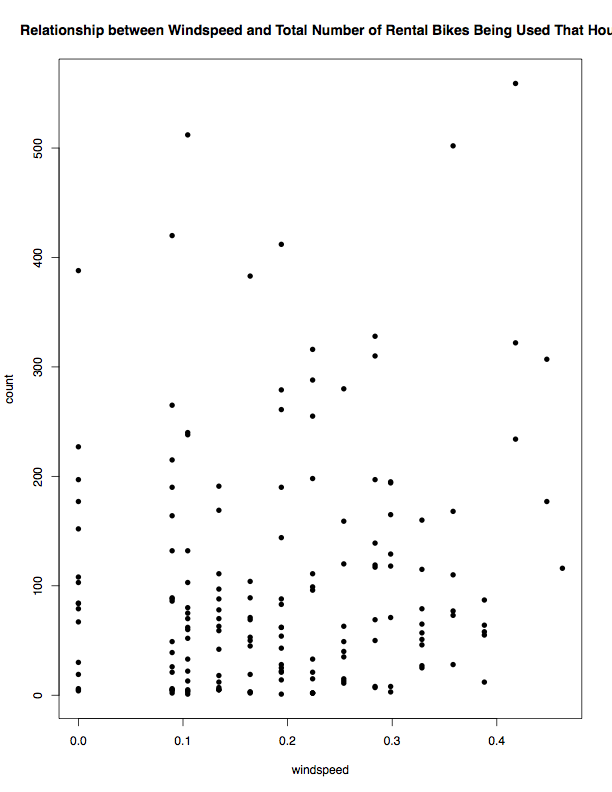 Relationship between Windspeed and Total Number of Rental Bikes Being Used That Hou
500
400
300
200
100
0
count
0.0 0.1 0.2 0.3 0.4
windspeed